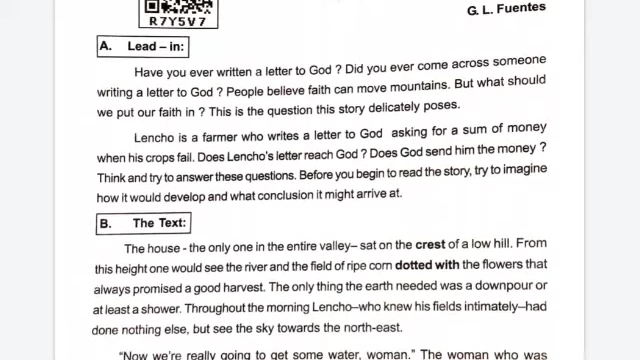 R7Y5V7
G. L. Fuentes
A. Lead – in:
Have you ever written a letter to God ? Did you ever come across someone
writing a letter to God ? People believe faith can move mountains. But what should
we put our faith in ? This is the question this story delicately poses.
Lencho is a farmer who writes a letter to God asking for a sum of money
when his crops fail. Does Lencho's letter reach God ? Does God send him the money ?
Think and try to answer these questions. Before you begin to read the story, try to imagine
how it would develop and what conclusion it might arrive at.
B. The Text:
The house - the only one in the entire valley– sat on the crest of a low hill. From
this height one would see the river and the field of ripe corn dotted with the flowers that
always promised a good harvest. The only thing the earth needed was a downpour or
at least a shower. Throughout the morning Lencho–who knew his fields intimately–had
done nothing else, but see the sky towards the north-east.
“Now we're really going to get some water, woman.” The woman who was